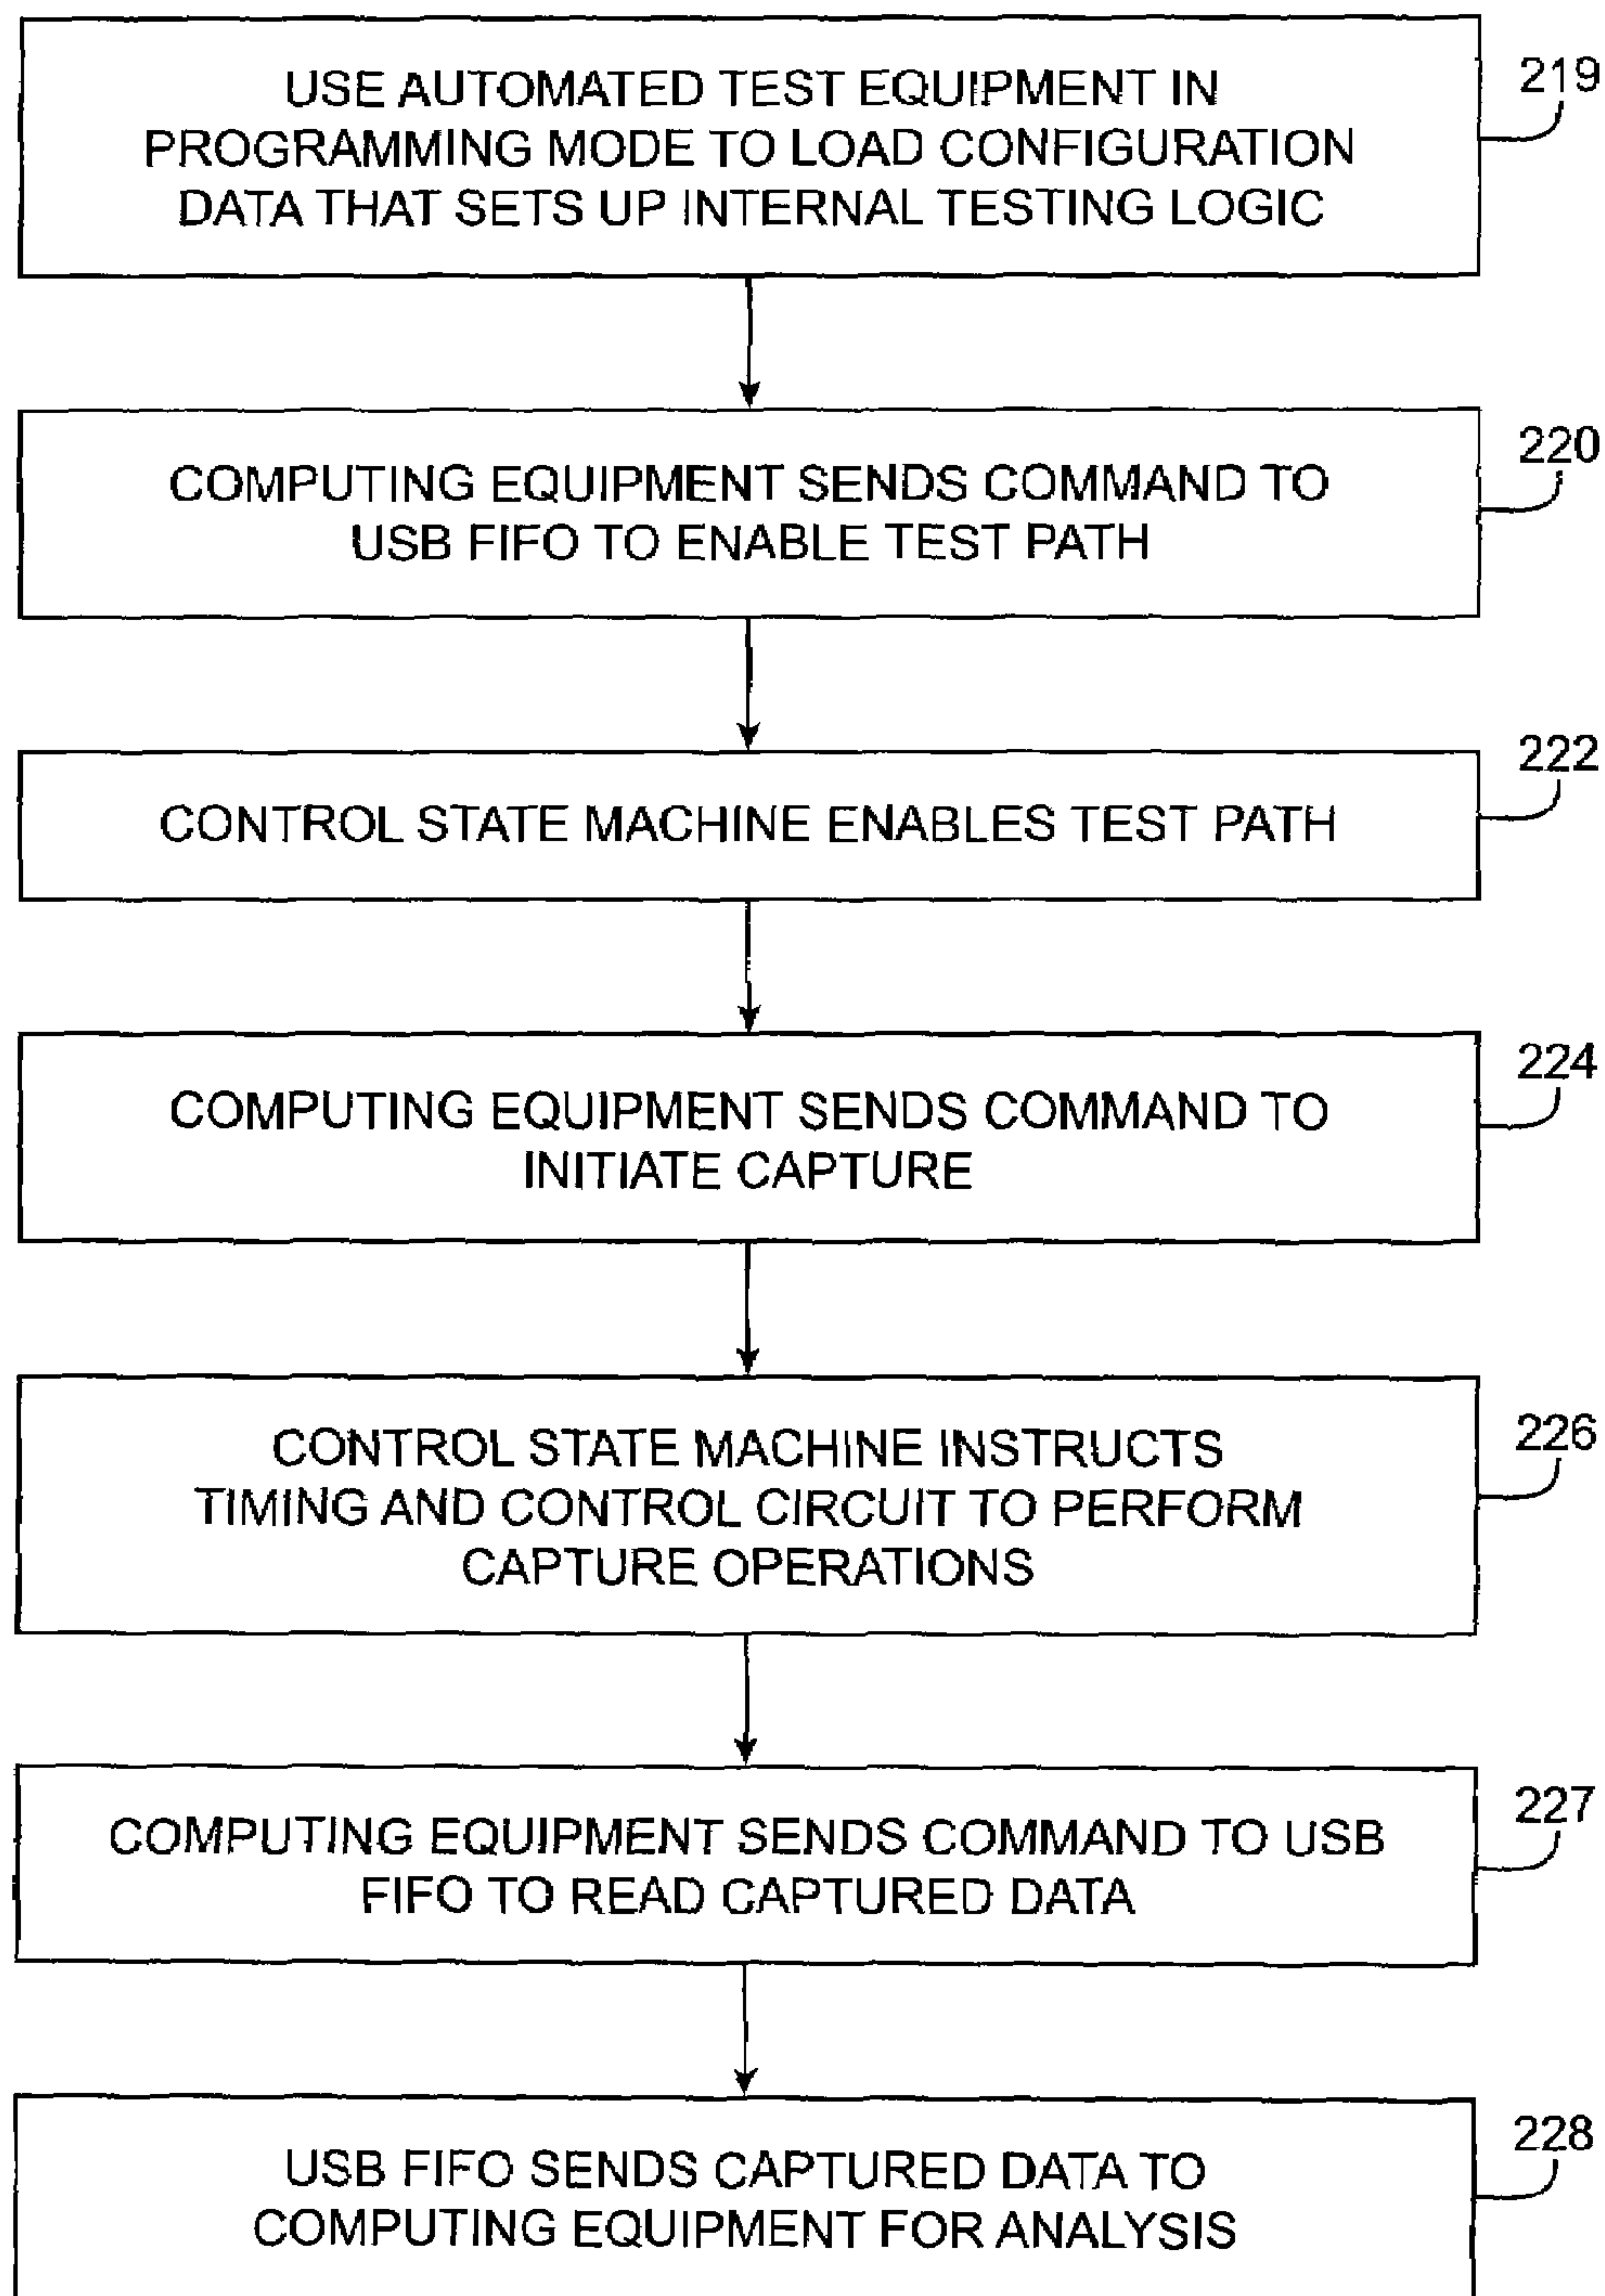 USE AUTOMATED TEST EQUIPMENT IN
PROGRAMMING MODE TO LOAD CONFIGURATION
DATA THAT SETS UP INTERNAL TESTING LOGIC
219
COMPUTING EQUIPMENT SENDS COMMAND TO
USB FIFO TO ENABLE TEST PATH
220
CONTROL STATE MACHINE ENABLES TEST PATH
222
COMPUTING EQUIPMENT SENDS COMMAND TO
INITIATE CAPTURE
224
CONTROL STATE MACHINE INSTRUCTS
TIMING AND CONTROL CIRCUIT TO PERFORM
CAPTURE OPERATIONS
226
COMPUTING EQUIPMENT SENDS COMMAND TO USB
FIFO TO READ CAPTURED DATA
227
USB FIFO SENDS CAPTURED DATA TO
COMPUTING EQUIPMENT FOR ANALYSIS
228